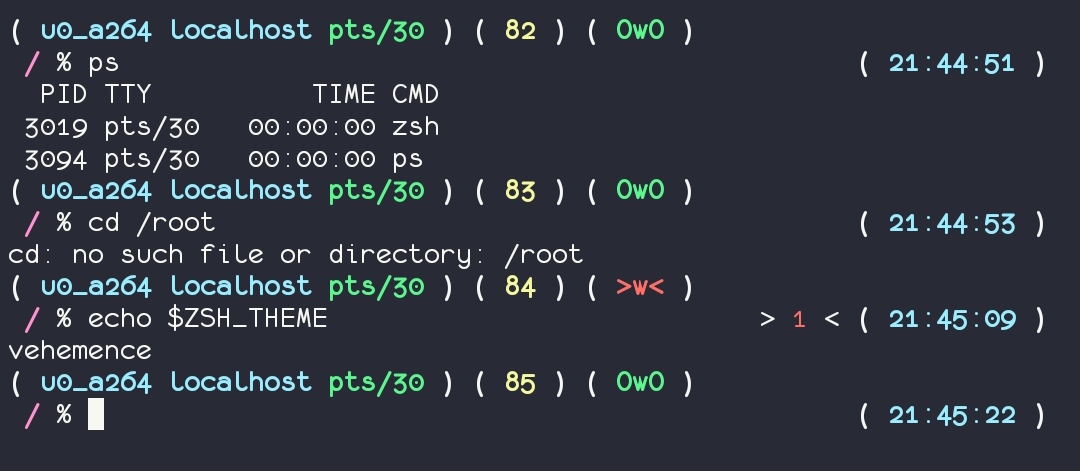 ( u0_a264 localhost pts/30 ) ( 82 ) ( OwO )
/ % ps ( 21:44:51 )
PID TTY TIME CMD
3019 pts/30 00:00:00 zsh
3094 pts/30 00:00:00 ps
( u0_a264 localhost pts/30 ) ( 83 ) ( OwO )
/ % cd /root ( 21:44:53 )
cd: no such file or directory: /root
( u0_a264 localhost pts/30 ) ( 84 ) ( >w< )
/ % echo $ZSH_THEME > 1 < ( 21:45:09 )
vehemence
( u0_a264 localhost pts/30 ) ( 85 ) ( OwO )
/ % ( 21:45:22 )